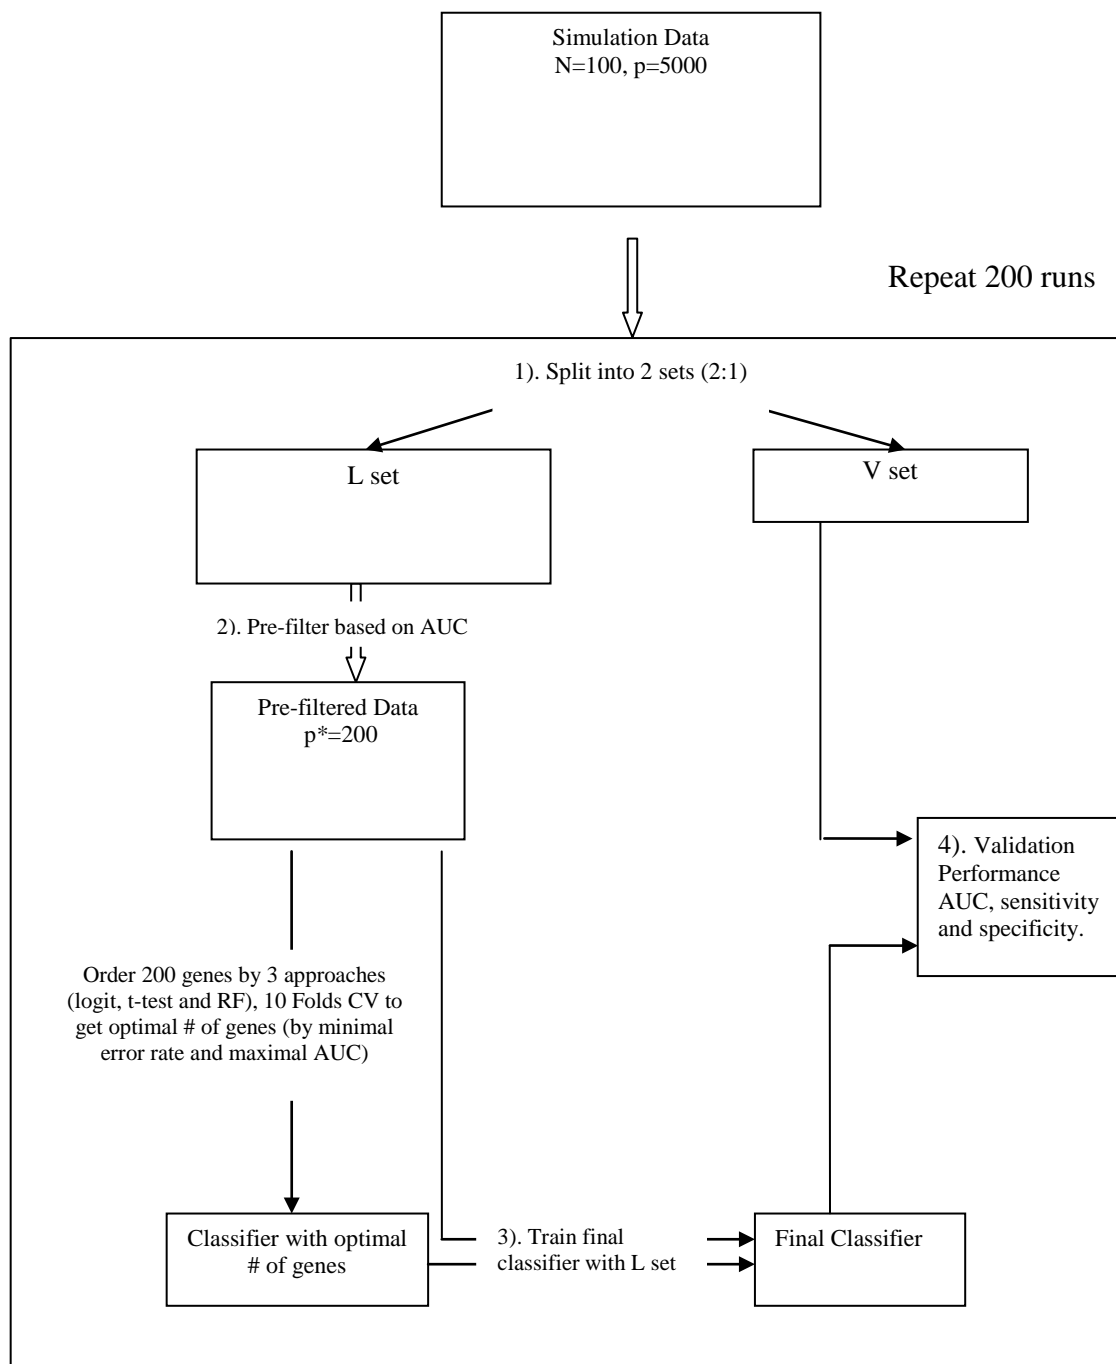 Simulation Data
N=100, p=5000
Repeat 200 runs
1). Split into 2 sets (2:1)
L set
V set
2). Pre-filter based on AUC
Pre-filtered Data
p*=200
4). Validation
Performance
AUC, sensitivity
and specificity.
Order 200 genes by 3 approaches
(logit, t-test and RF), 10 Folds CV to
get optimal # of genes (by minimal
error rate and maximal AUC)
Classifier with optimal
# of genes
3). Train final
classifier with L set
Final Classifier